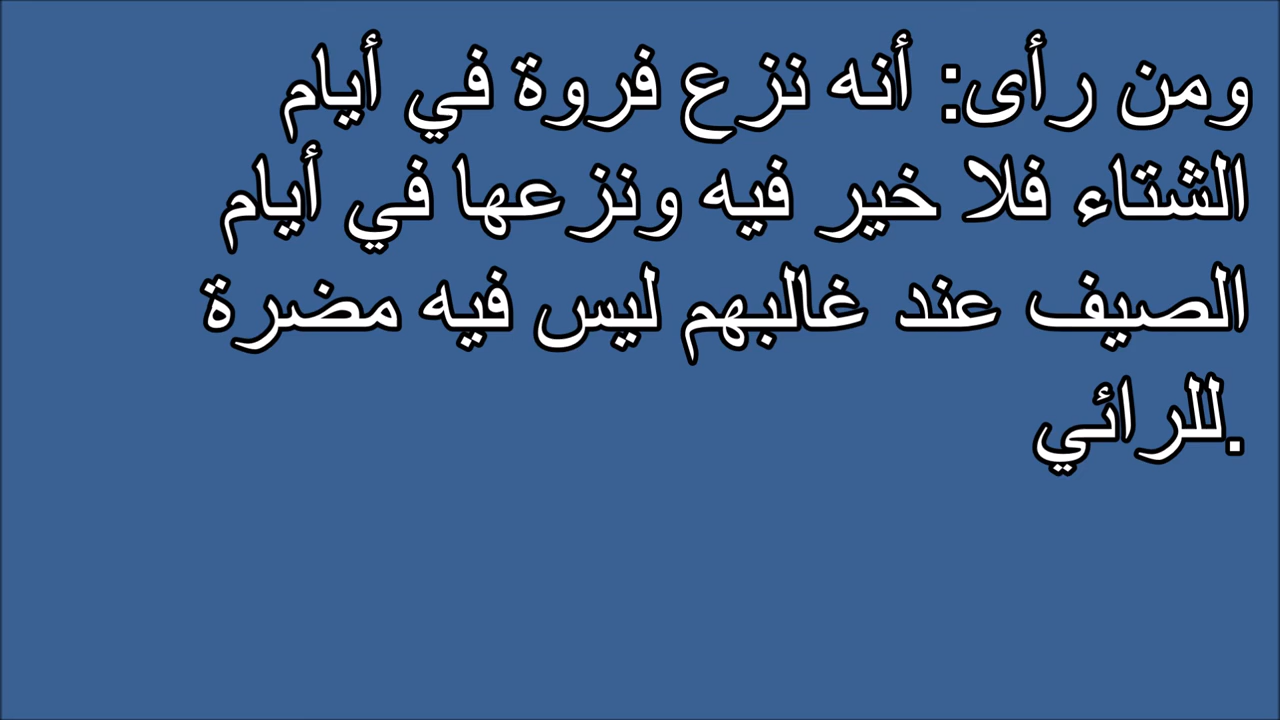 ومن رأى: أنه نزع فروة في أيام
الشتاء فلا خير فيه ونزعها في أيام
الصيف عند غالبهم ليس فيه مضرة
.للرائي